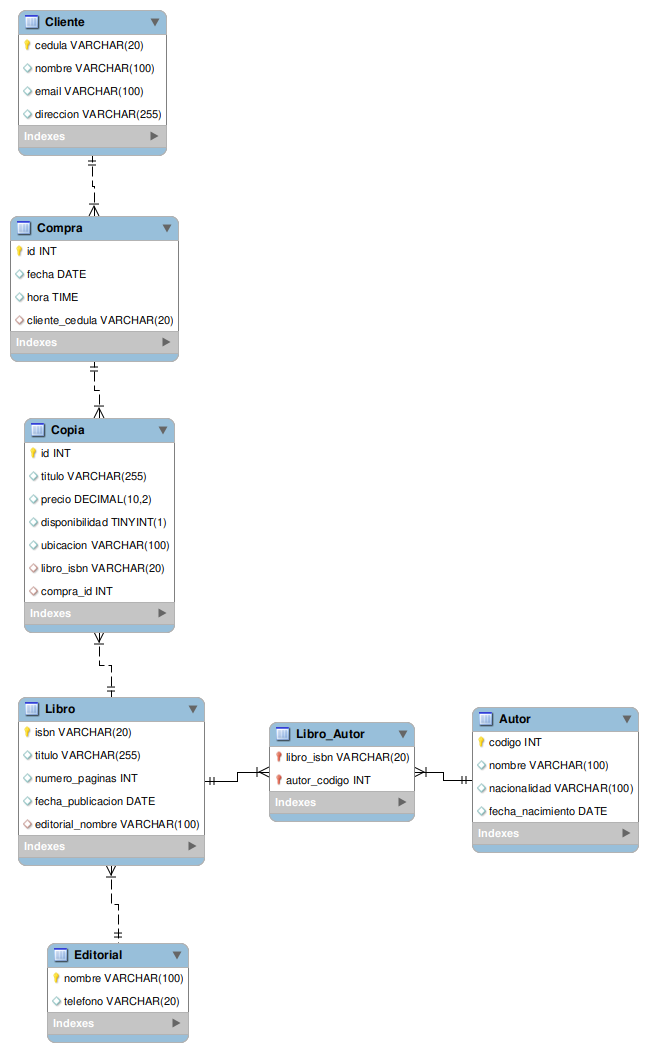 Cliente
cedula VARCHAR(20)
nombre VARCHAR(100)
email VARCHAR(100)
direccion VARCHAR(255)
Indexes
Compra
id INT
fecha DATE
hora TIME
cliente_cedula VARCHAR(20)
Indexes
Copia
id INT
titulo VARCHAR(255)
precio DECIMAL(10,2)
disponibilidad TINYINT(1)
ubicacion VARCHAR(100)
libro_isbn VARCHAR(20)
compra_id INT
Indexes
Libro
isbn VARCHAR(20)
titulo VARCHAR(255)
numero_paginas INT
fecha_publicacion DATE
editorial_nombre VARCHAR(100)
Indexes
Libro_Autor
libro_isbn VARCHAR(20)
autor_codigo INT
Indexes
Autor
codigo INT
nombre VARCHAR(100)
nacionalidad VARCHAR(100)
fecha_nacimiento DATE
Indexes
Editorial
nombre VARCHAR(100)
telefono VARCHAR(20)
Indexes